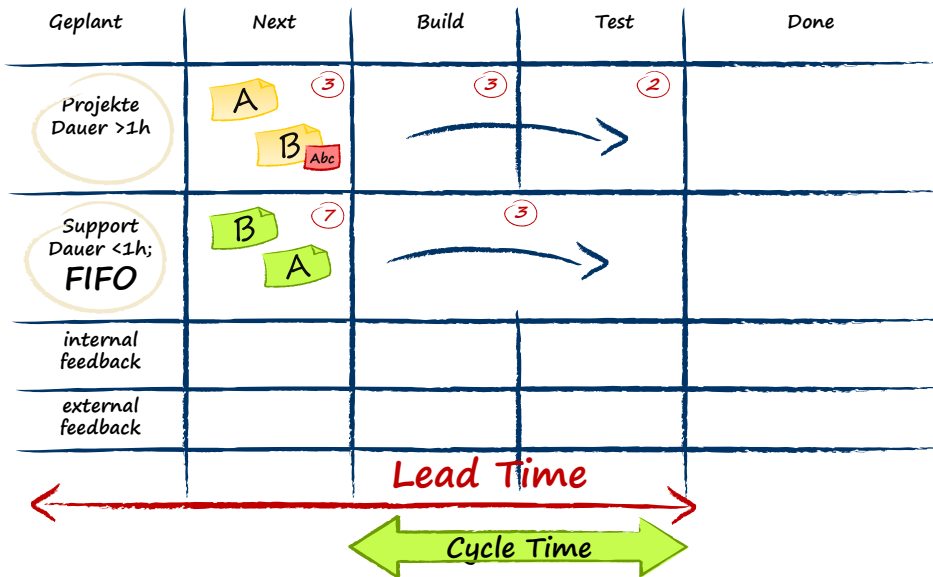 Geplant
Next
Build
Test
Done
Projekte
Dauer >1h
A
B
Abc
3
3
2
Support
Dauer <1h;
FIFO
B
A
7
3
internal
feedback
external
feedback
Lead Time
Cycle Time